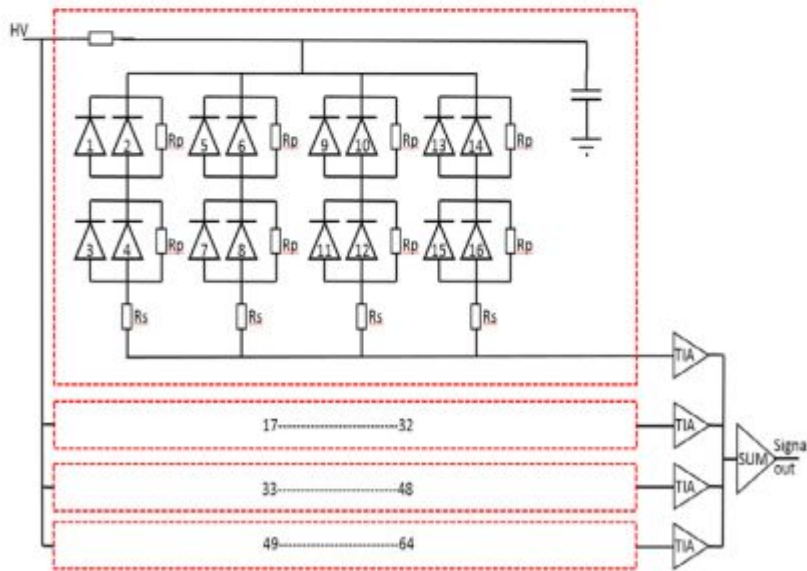 HV
1 2 Rp 5 6 Rp 9 10 Rp 13 14 Rp
3 4 Rp 7 8 Rp 11 12 Rp 15 16 Rp
Rs Rs Rs Rs
TIA
17--------------------------32 TIA
SUM Signa
out
33--------------------------48 TIA
49--------------------------64 TIA